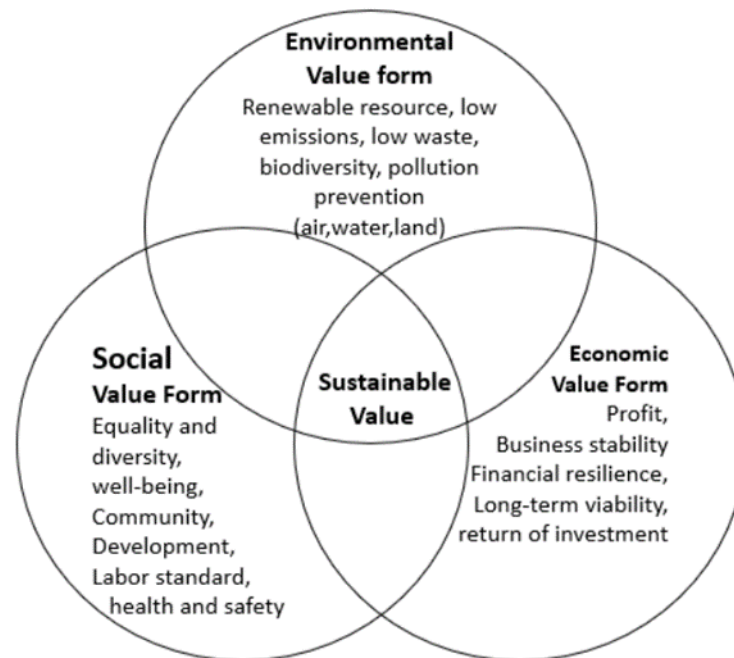 Environmental
Value form
Renewable resource, low
emissions, low waste,
biodiversity, pollution
prevention
(air,water,land)
Social
Value Form
Equality and
diversity,
well-being,
Community,
Development,
Labor standard,
health and safety
Sustainable
Value
Economic
Value Form
Profit,
Business stability
Financial resilience,
Long-term viability,
return of investment